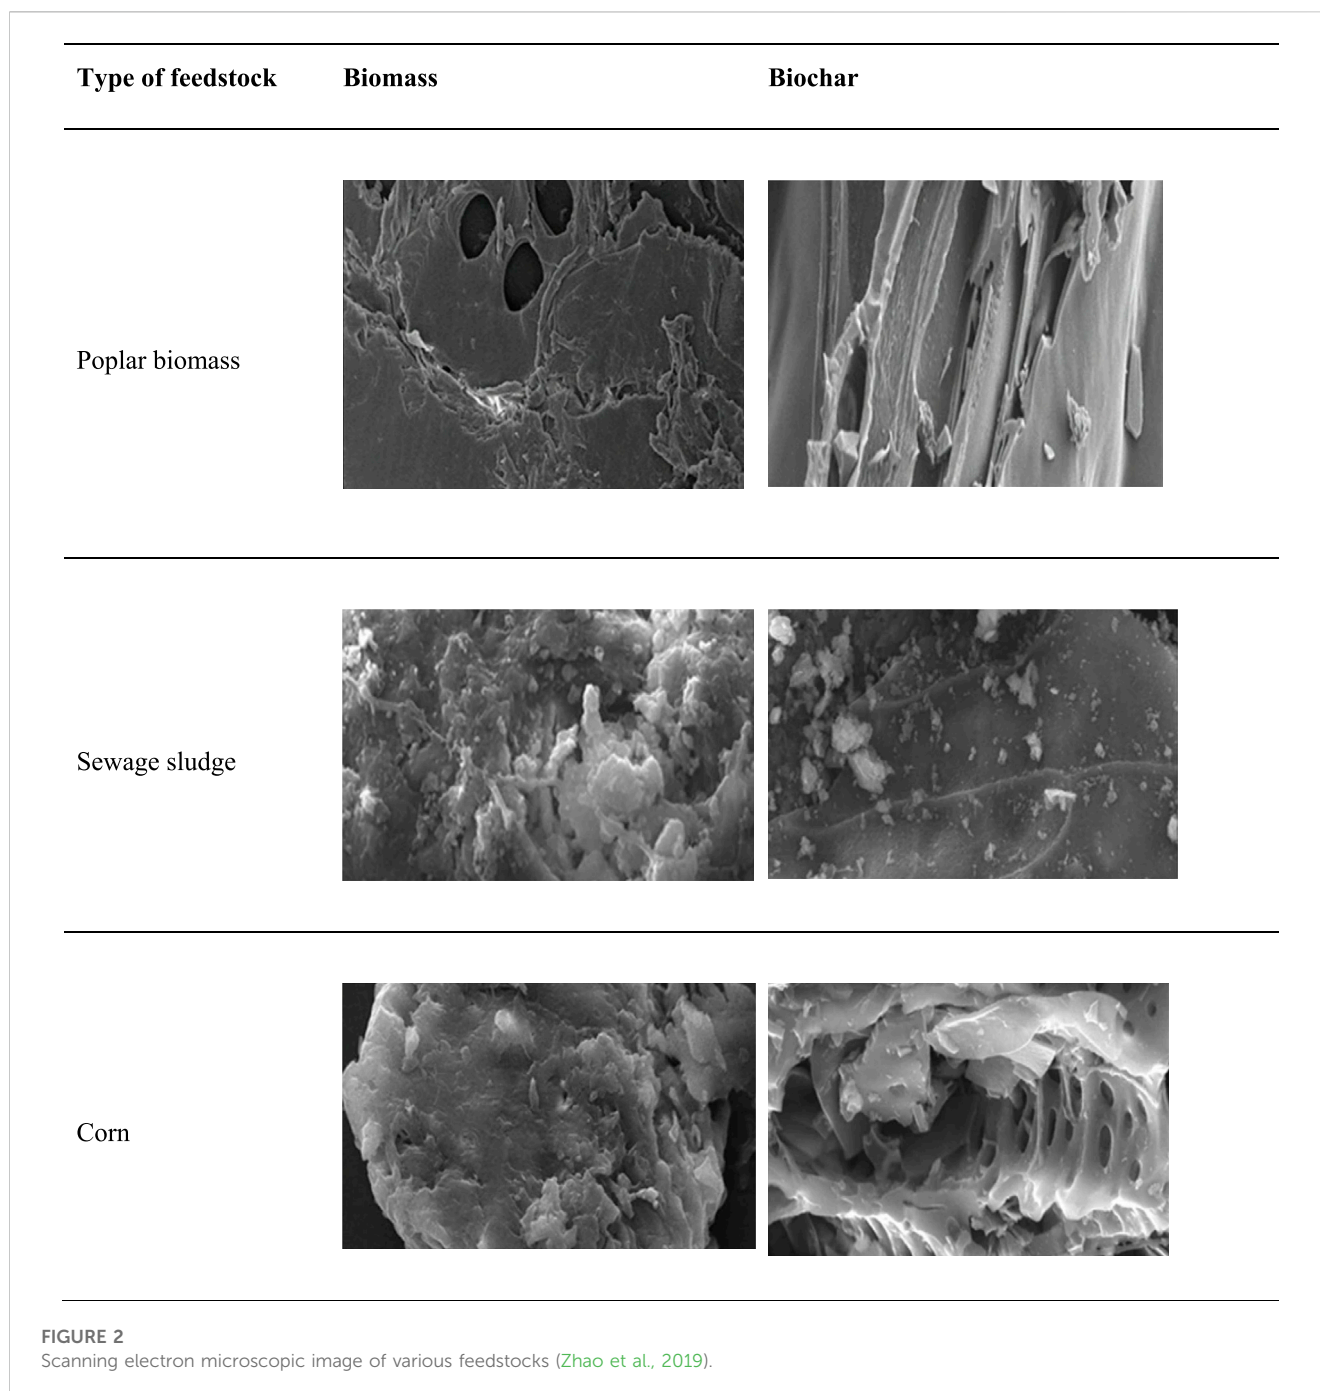 Type of feedstock Biomass Biochar
Poplar biomass
Sewage sludge
Corn
FIGURE 2
Scanning electron microscopic image of various feedstocks (Zhao et al., 2019).